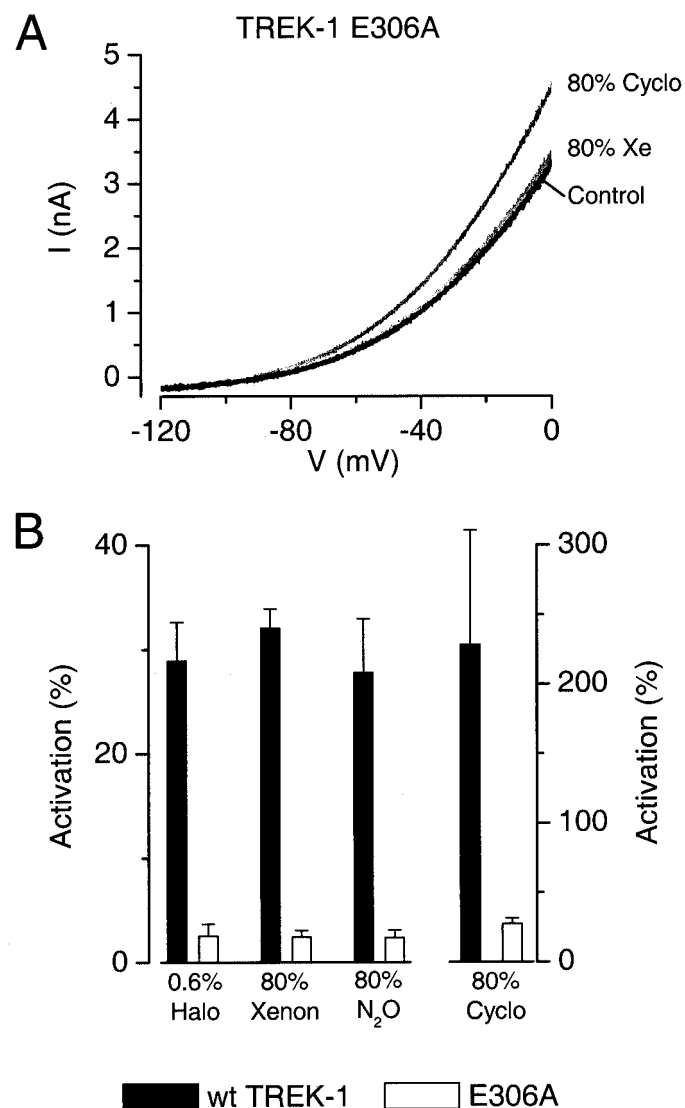 A
TREK-1 E306A
5
4
3
2
1
0
I (nA)
80% Cyclo
80% Xe
Control
-120
-80
-40
0
V (mV)
B
40
20
0
Activation (%)
300
200
100
0
Activation (%)
0.6%
Halo
80%
Xenon
80%
N₂O
80%
Cyclo
wt TREK-1
E306A